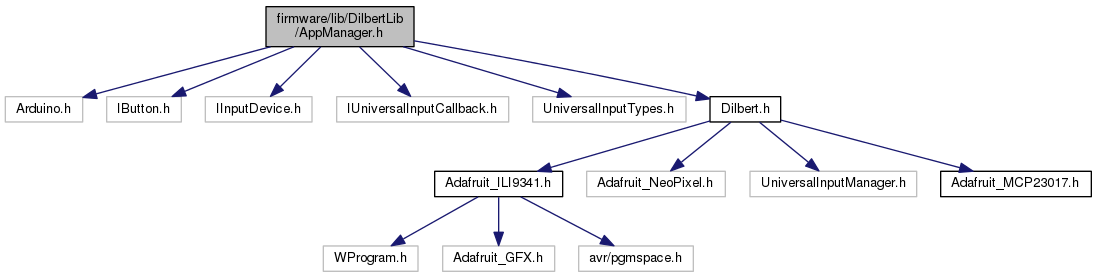 firmware/lib/DilbertLib
/AppManager.h
Arduino.h
IButton.h
IInputDevice.h
IUniversalInputCallback.h
UniversalInputTypes.h
Dilbert.h
Adafruit_ILI9341.h
Adafruit_NeoPixel.h
UniversalInputManager.h
Adafruit_MCP23017.h
WProgram.h
Adafruit_GFX.h
avr/pgmspace.h